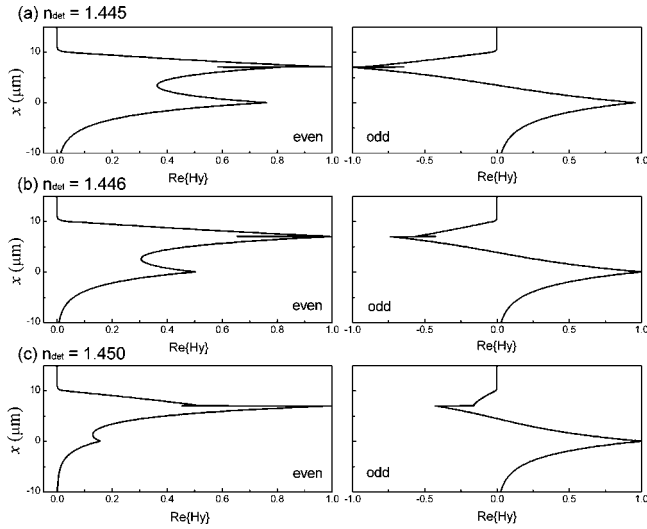 (a) n_det = 1.445
x (μm)
10
0
-10
even
odd
0.0 0.2 0.4 0.6 0.8 1.0
-1.0 -0.5 0.0 0.5 1.0
Re{Hy}
Re{Hy}
(b) n_det = 1.446
x (μm)
10
0
-10
even
odd
0.0 0.2 0.4 0.6 0.8 1.0
-1.0 -0.5 0.0 0.5 1.0
Re{Hy}
Re{Hy}
(c) n_det = 1.450
x (μm)
10
0
-10
even
odd
0.0 0.2 0.4 0.6 0.8 1.0
-1.0 -0.5 0.0 0.5 1.0
Re{Hy}
Re{Hy}